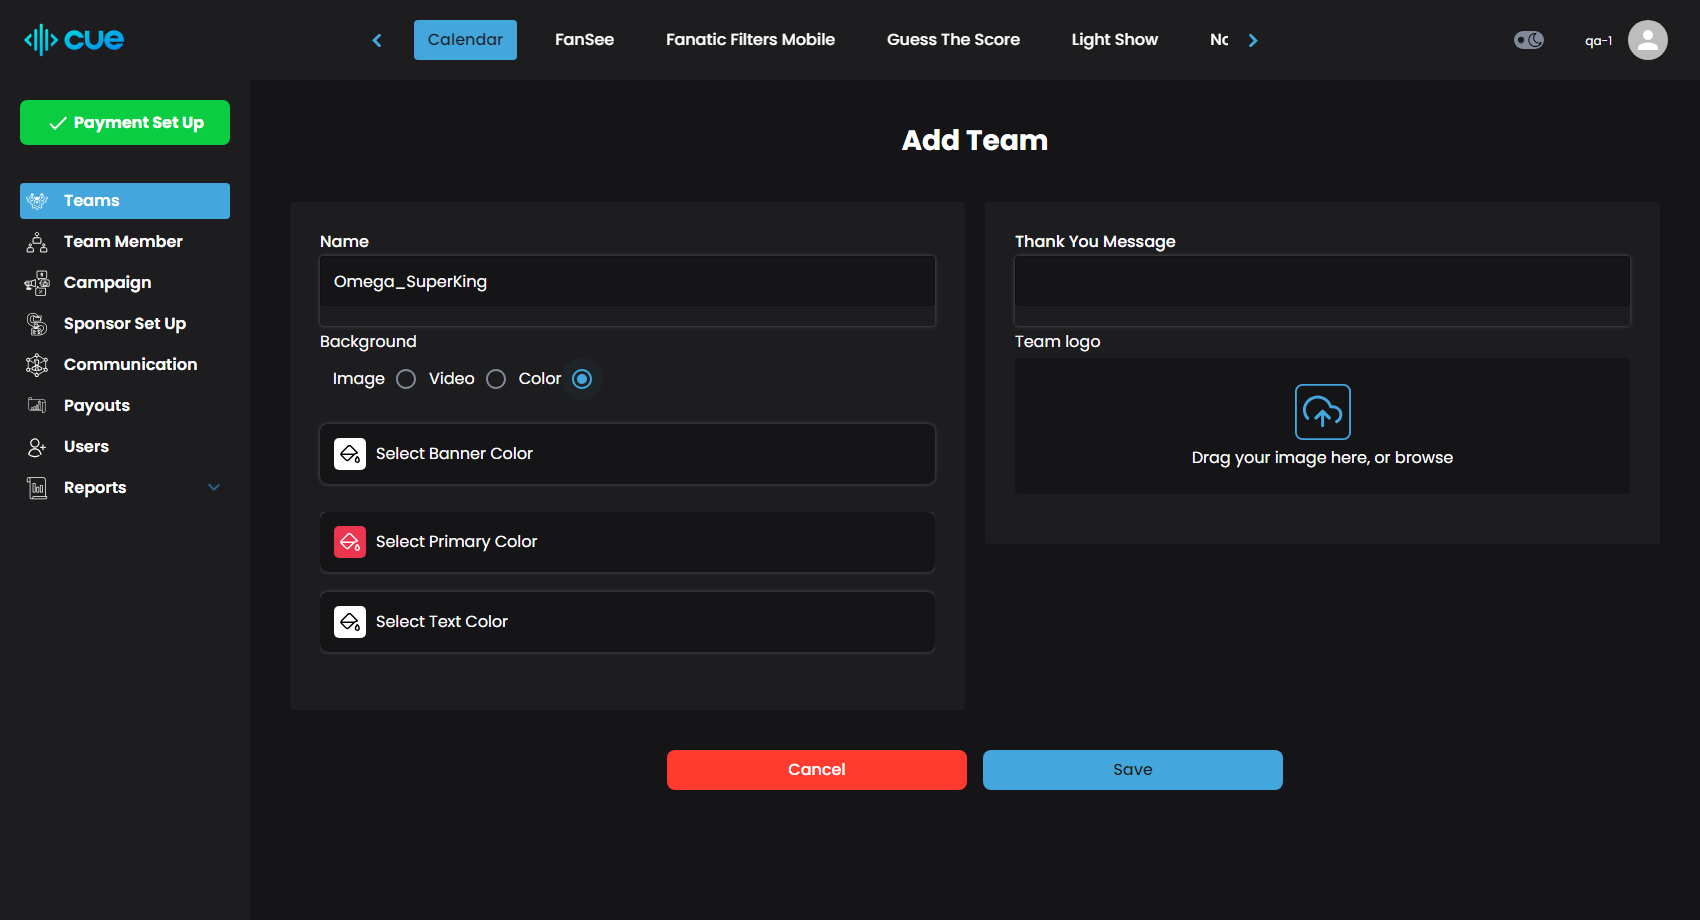 cue
Calendar
FanSee
Fanatic Filters Mobile
Guess The Score
Light Show
qa-1
Payment Set Up
Teams
Team Member
Campaign
Sponsor Set Up
Communication
Payouts
Users
Reports
Add Team
Name
Omega_SuperKing
Background
Image
Video
Color
Select Banner Color
Select Primary Color
Select Text Color
Thank You Message
Team logo
Drag your image here, or browse
Cancel
Save